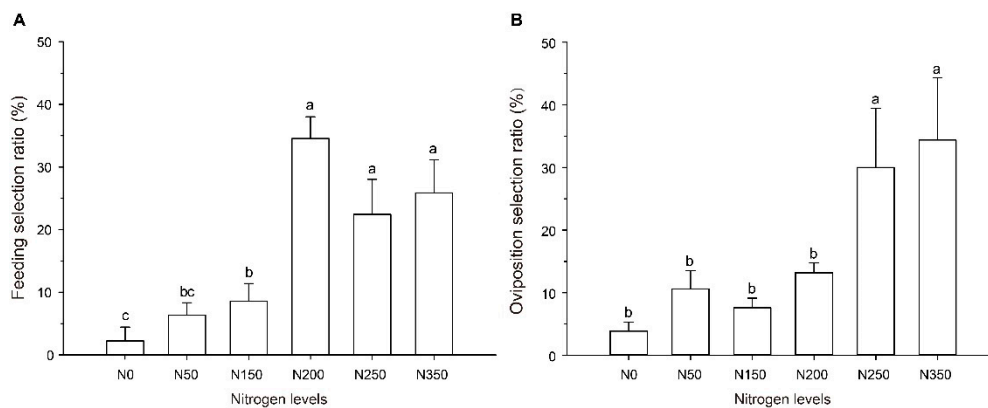 A
Feeding selection ratio (%)
50
40
30
20
10
0
c
bc
b
a
a
a
N0 N50 N150 N200 N250 N350
Nitrogen levels
B
Oviposition selection ratio (%)
50
40
30
20
10
0
b
b
b
b
a
a
N0 N50 N150 N200 N250 N350
Nitrogen levels